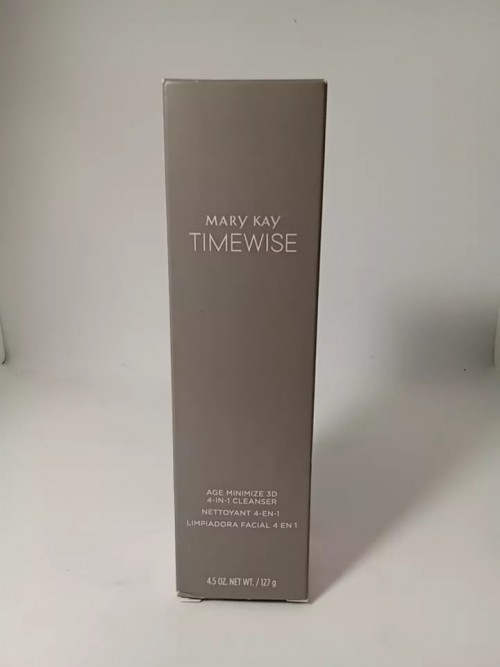 MARY KAY
TIMEWISE
AGE MINIMIZE 3D
4-IN-1 CLEANSER
NETTOYANT 4-EN-1
LIMPIADORA FACIAL 4 EN 1
4.5 OZ. NET WT. / 127 g